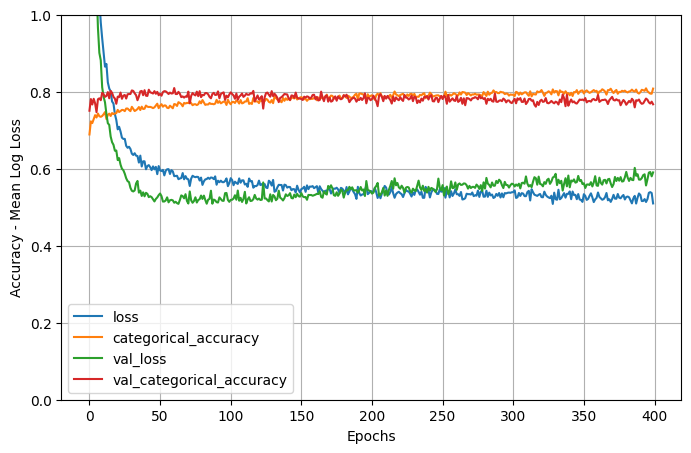 1.0
0.8
0.6
0.4
0.2
0.0
Accuracy - Mean Log Loss
loss
categorical_accuracy
val_loss
val_categorical_accuracy
0 50 100 150 200 250 300 350 400
Epochs